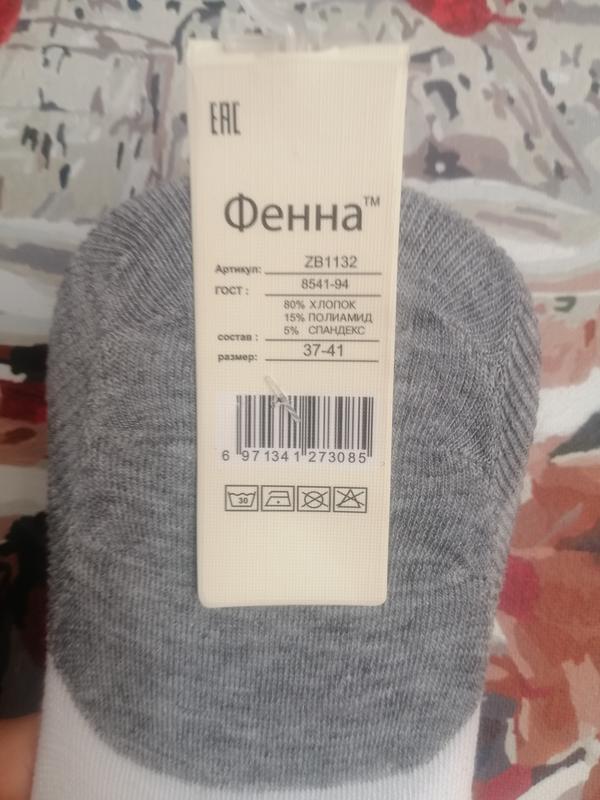 ЕАС
Фенна™
Артикул: ZB1132
ГОСТ : 8541-94
80% ХЛОПОК
15% ПОЛИАМИД
5% СПАНДЕКС
состав :
размер: 37-41
6 971341 273085
30